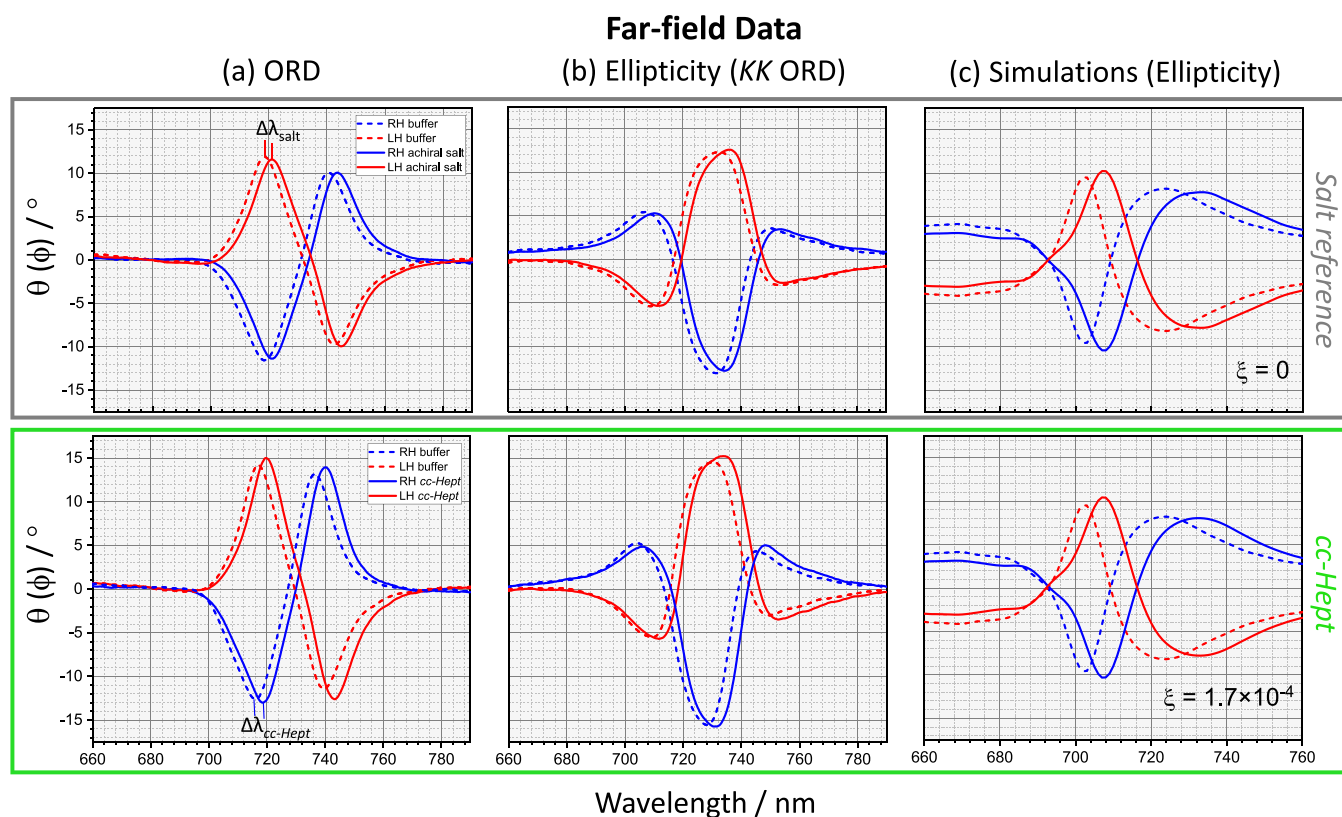 Far-field Data
(a) ORD
(b) Ellipticity (KK ORD)
(c) Simulations (Ellipticity)
θ (ϕ) / °
15
10
5
0
-5
-10
-15
Δλsalt
RH buffer
LH buffer
RH achiral salt
LH achiral salt
ξ = 0
Salt reference
θ (ϕ) / °
15
10
5
0
-5
-10
-15
RH buffer
LH buffer
RH cc-Hept
LH cc-Hept
Δλcc-Hept
ξ = 1.7×10⁻⁴
cc-Hept
660 680 700 720 740 760 780
660 680 700 720 740 760 780
660 680 700 720 740 760
Wavelength / nm